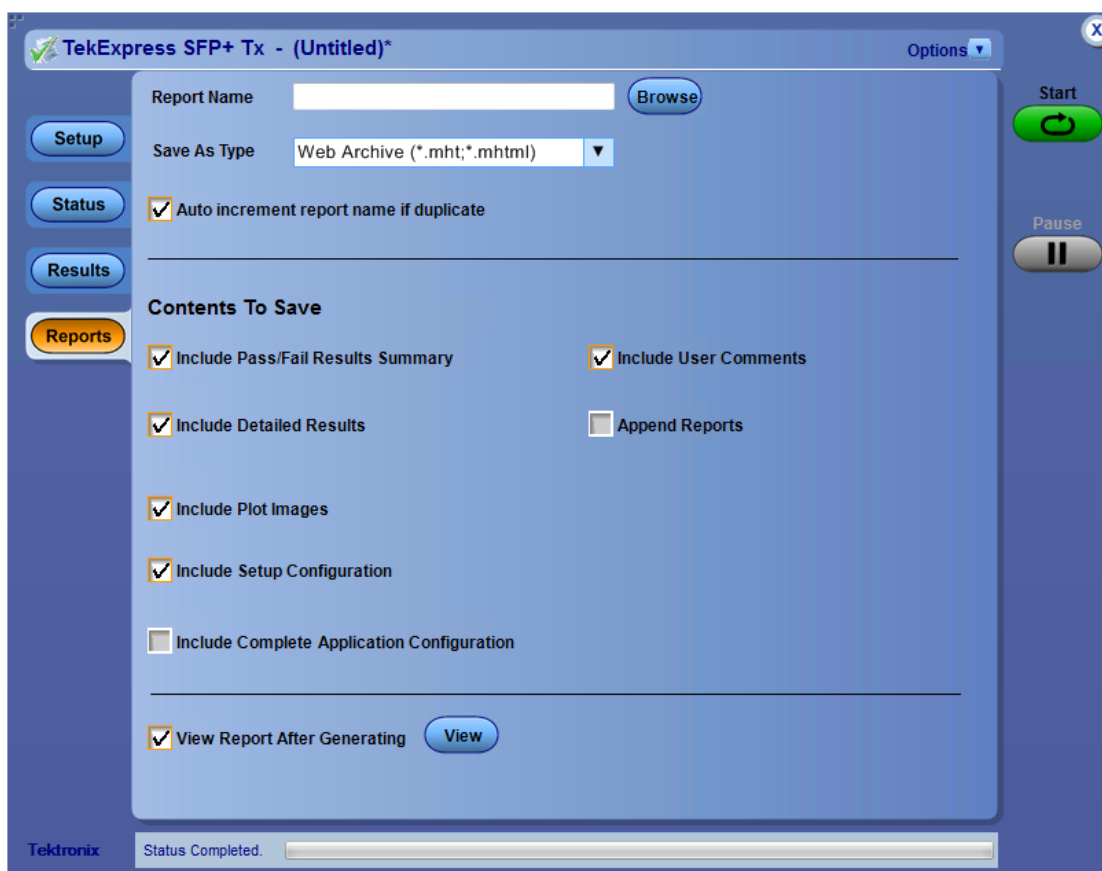 TekExpress SFP+ Tx - (Untitled)*
Options
X
Setup
Status
Results
Reports
Report Name
Browse
Save As Type
Web Archive (*.mht;*.mhtml)
Auto increment report name if duplicate
Contents To Save
Include Pass/Fail Results Summary
Include User Comments
Include Detailed Results
Append Reports
Include Plot Images
Include Setup Configuration
Include Complete Application Configuration
View Report After Generating
View
Start
Pause
Tektronix
Status Completed.